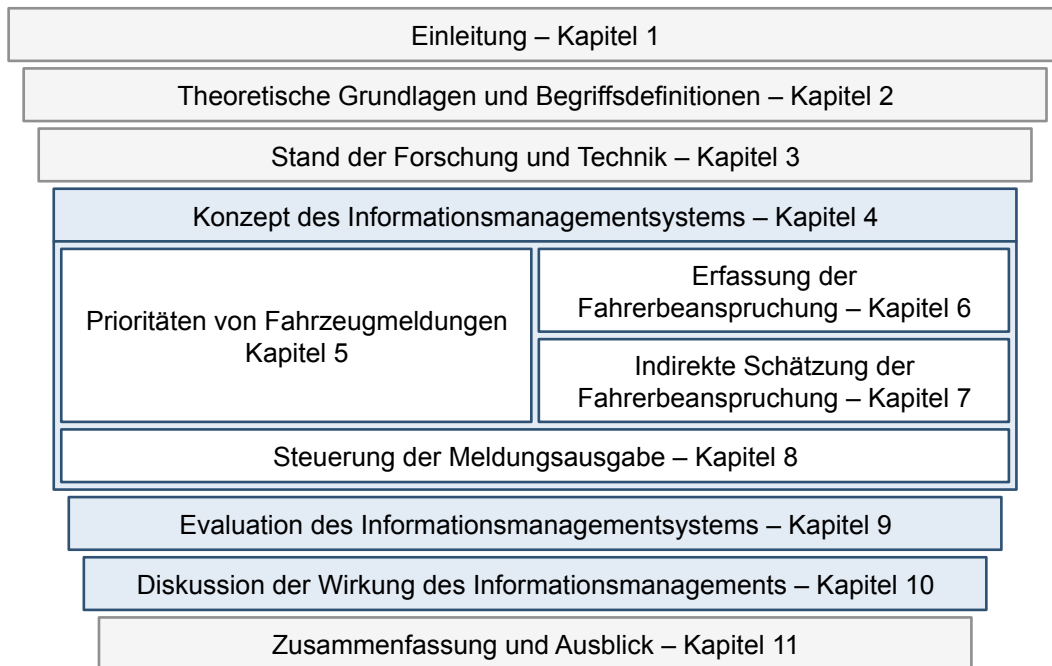 Einleitung – Kapitel 1
Theoretische Grundlagen und Begriffsdefinitionen – Kapitel 2
Stand der Forschung und Technik – Kapitel 3
Konzept des Informationsmanagementsystems – Kapitel 4
Prioritäten von Fahrzeugmeldungen
Kapitel 5
Erfassung der
Fahrerbeanspruchung – Kapitel 6
Indirekte Schätzung der
Fahrerbeanspruchung – Kapitel 7
Steuerung der Meldungsausgabe – Kapitel 8
Evaluation des Informationsmanagementsystems – Kapitel 9
Diskussion der Wirkung des Informationsmanagements – Kapitel 10
Zusammenfassung und Ausblick – Kapitel 11